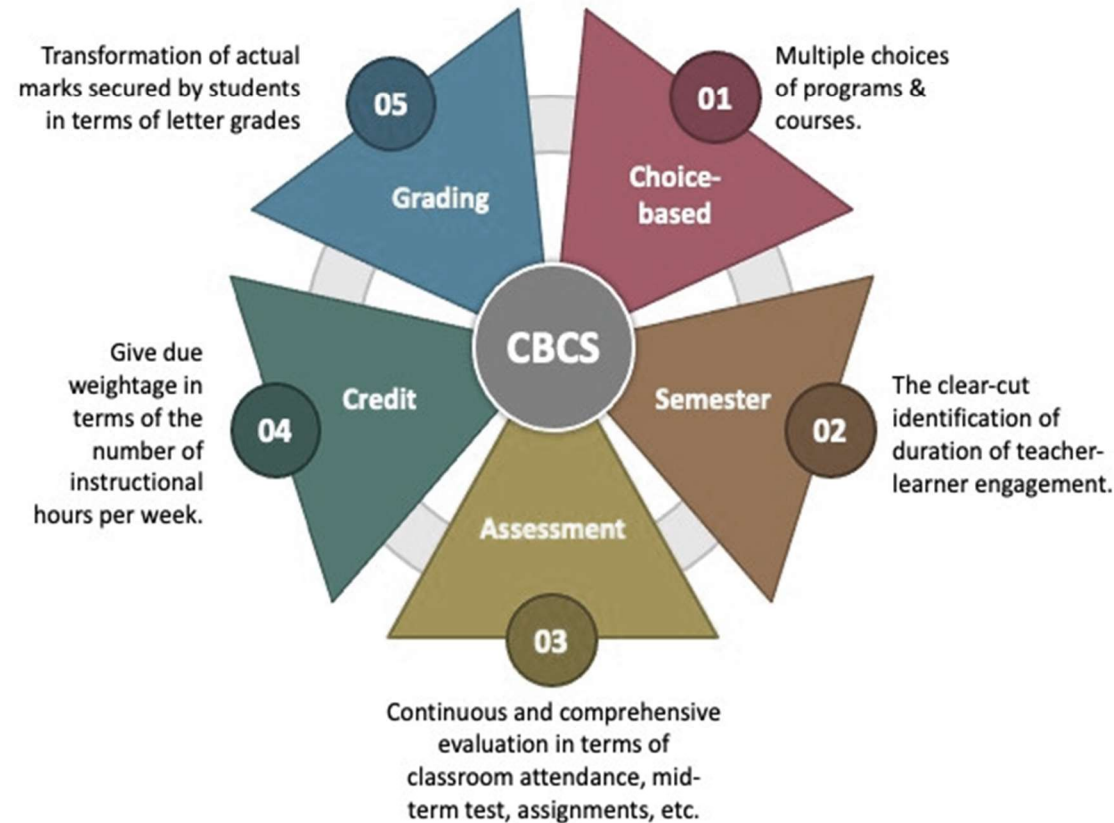 CBCS
01
Choice-
based
Multiple choices
of programs &
courses.
02
Semester
The clear-cut
identification of
duration of teacher-
learner engagement.
03
Assessment
Continuous and comprehensive
evaluation in terms of
classroom attendance, mid-
term test, assignments, etc.
04
Credit
Give due
weightage in
terms of the
number of
instructional
hours per week.
05
Grading
Transformation of actual
marks secured by students
in terms of letter grades